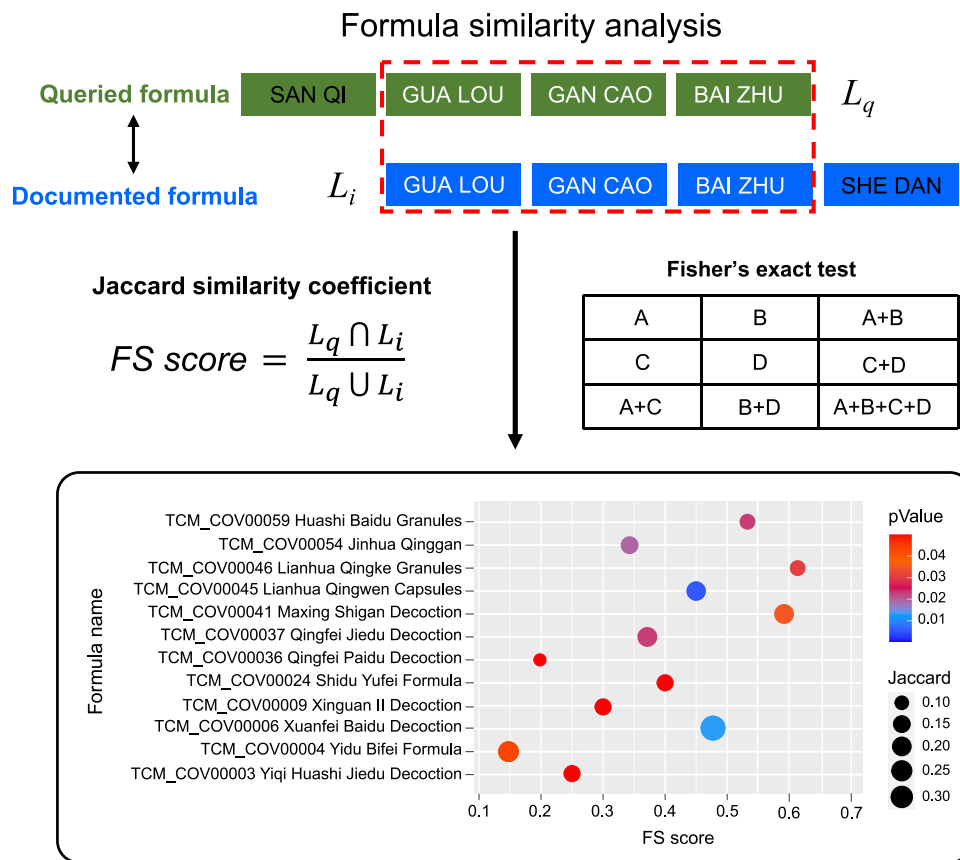 Formula similarity analysis
Queried formula SAN QI GUA LOU GAN CAO BAI ZHU Lq
Documented formula Li GUA LOU GAN CAO BAI ZHU SHE DAN
Jaccard similarity coefficient
FS score = Lq ⋂ Li / Lq ⋃ Li
Fisher's exact test
A B A+B
C D C+D
A+C B+D A+B+C+D
Formula name
TCM_COV00059 Huashi Baidu Granules
TCM_COV00054 Jinhua Qinggan
TCM_COV00046 Lianhua Qingke Granules
TCM_COV00045 Lianhua Qingwen Capsules
TCM_COV00041 Maxing Shigan Decoction
TCM_COV00037 Qingfei Jiedu Decoction
TCM_COV00036 Qingfei Paidu Decoction
TCM_COV00024 Shidu Yufei Formula
TCM_COV00009 Xinguan II Decoction
TCM_COV00006 Xuanfei Baidu Decoction
TCM_COV00004 Yidu Bifei Formula
TCM_COV00003 Yiqi Huashi Jiedu Decoction
0.1 0.2 0.3 0.4 0.5 0.6 0.7
FS score
pValue
0.04
0.03
0.02
0.01
Jaccard
0.10
0.15
0.20
0.25
0.30